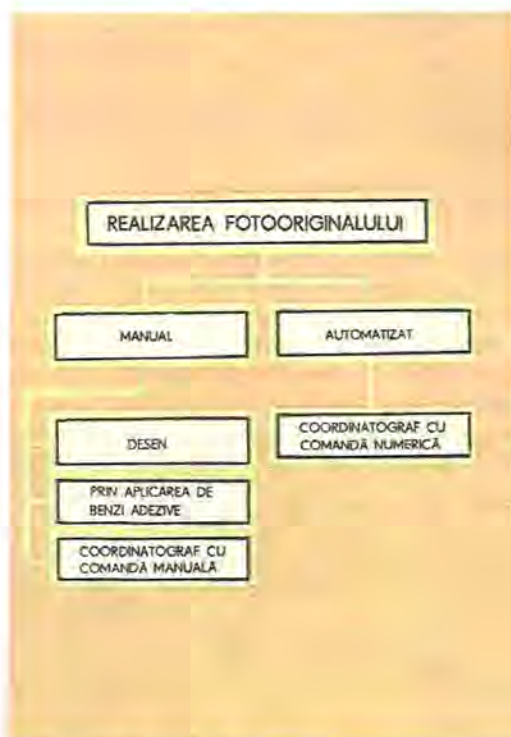 REALIZAREA FOTOORIGINALULUI
MANUAL
AUTOMATIZAT
DESEN
COORDINATOGRAF CU
COMANDĂ NUMERICĂ
PRIN APLICAREA DE
BENZI ADEZIVE
COORDINATOGRAF CU
COMANDĂ MANUALĂ